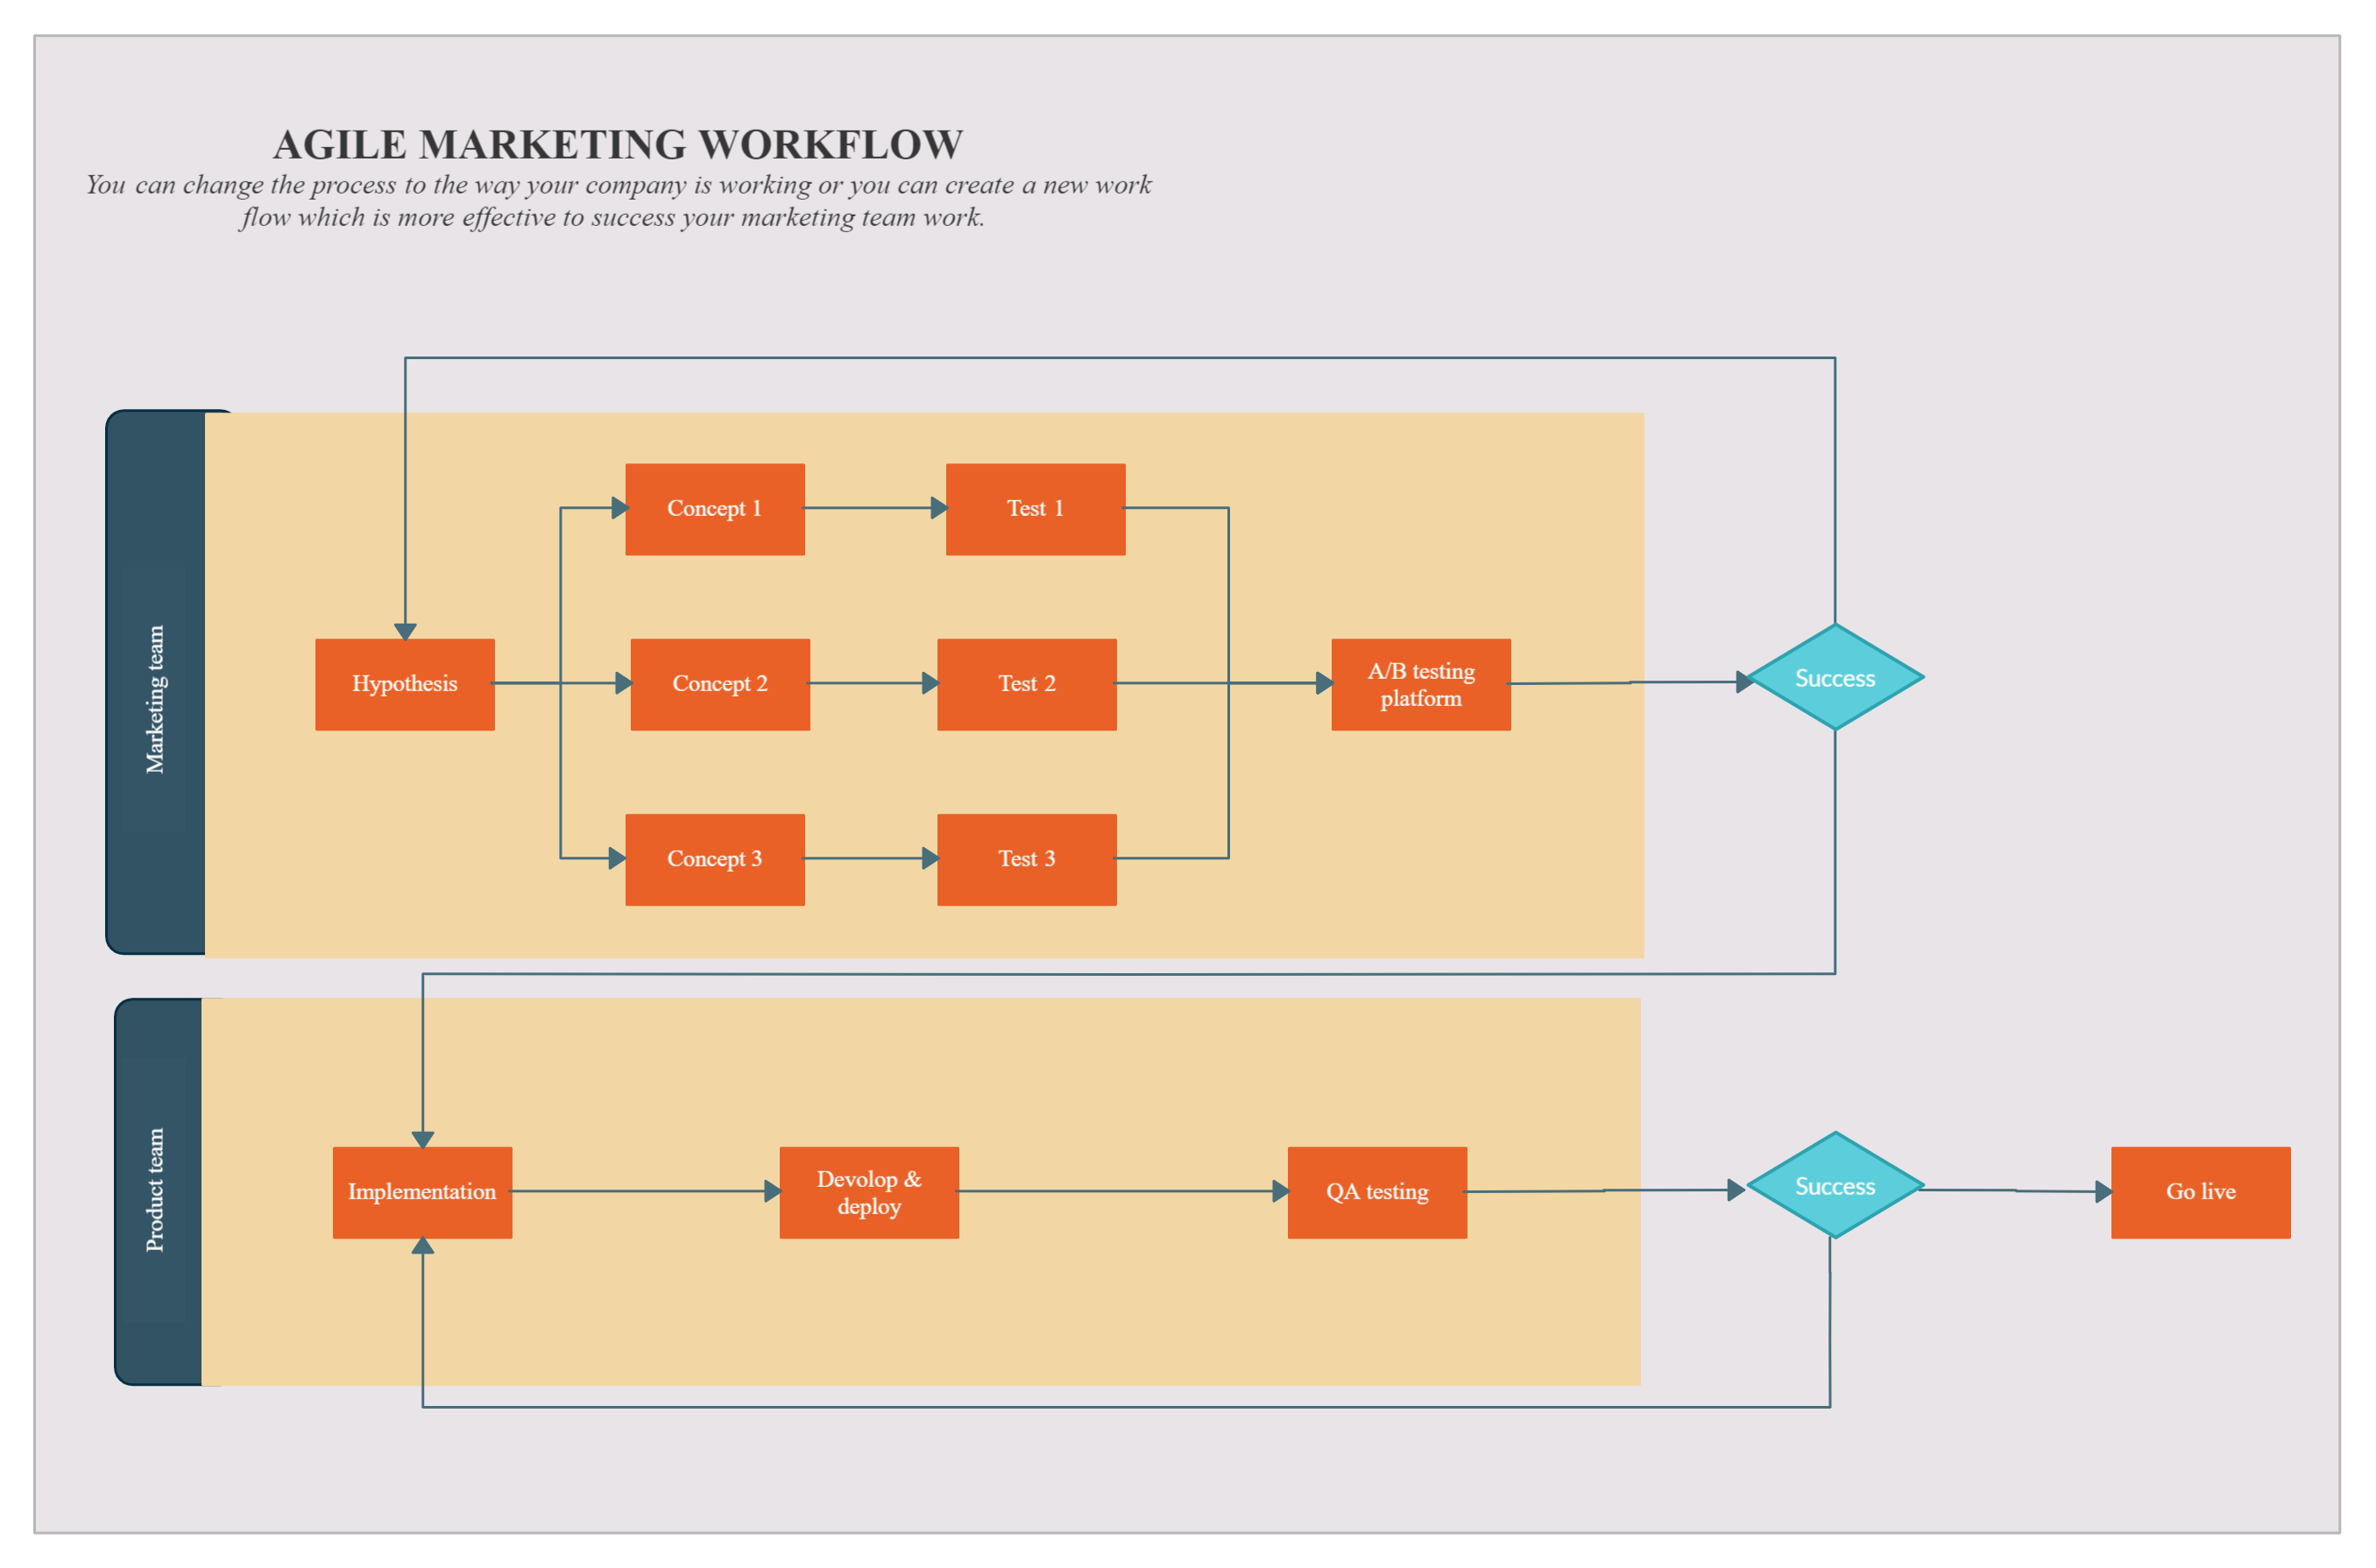 AGILE MARKETING WORKFLOW
You can change the process to the way your company is working or you can create a new work
flow which is more effective to success your marketing team work.
Marketing team
Hypothesis
Concept 1
Test 1
Concept 2
Test 2
Concept 3
Test 3
A/B testing
platform
Success
Product team
Implementation
Devolop &
deploy
QA testing
Success
Go live